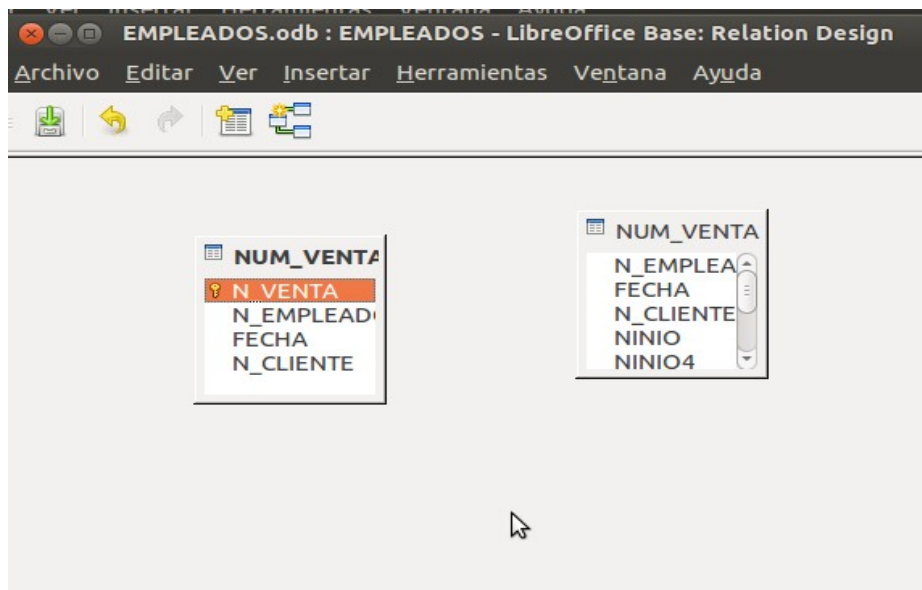 EMPLEADOS.odb : EMPLEADOS - LibreOffice Base: Relation Design
Archivo Editar Ver Insertar Herramientas Ventana Ayuda
NUM_VENTA
N_VENTA
N_EMPLEAD
FECHA
N_CLIENTE
NUM_VENTA
N_EMPLEA
FECHA
N_CLIENTE
NINIO
NINIO4